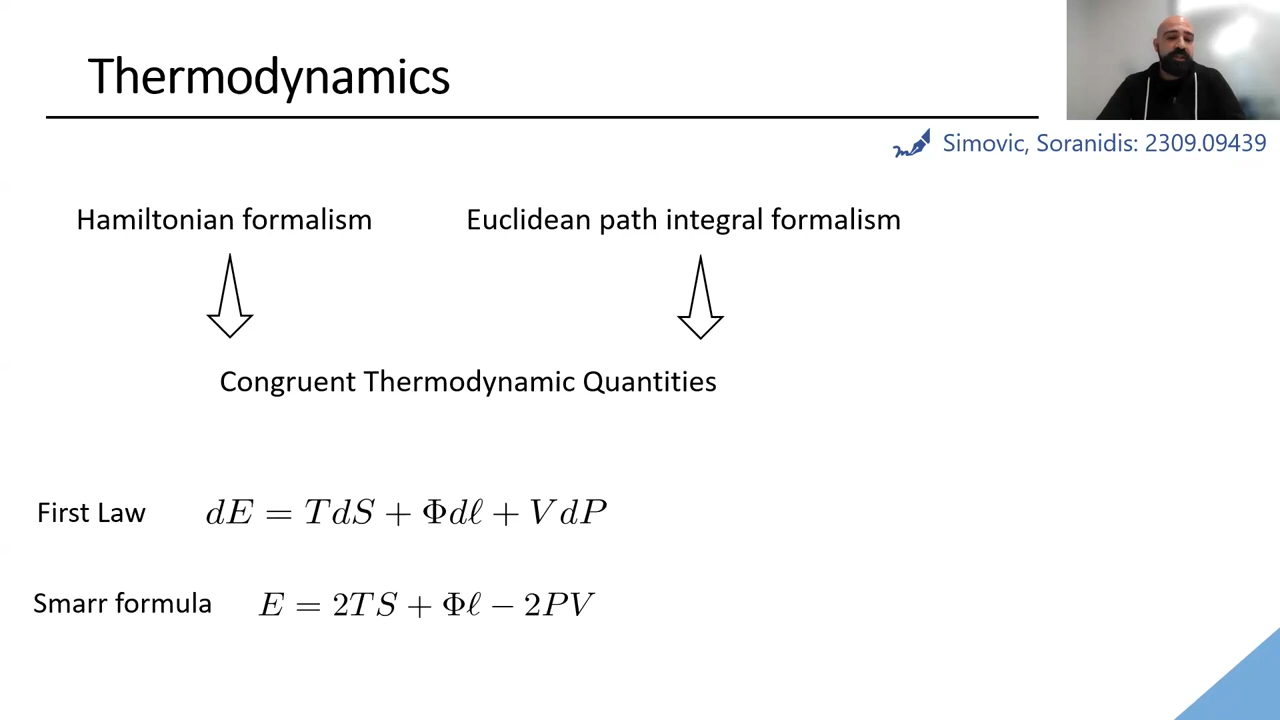 Thermodynamics
Simovic, Soranidis: 2309.09439
Hamiltonian formalism
Euclidean path integral formalism
Congruent Thermodynamic Quantities
First Law dE = TdS + Φdℓ + VdP
Smarr formula E = 2TS + Φℓ − 2PV